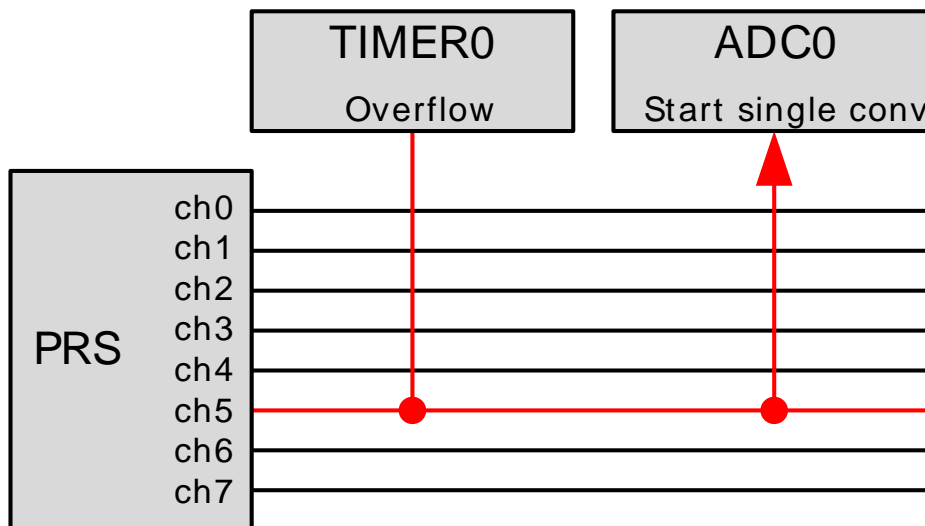 TIMER0
Overflow
ADC0
Start single conv
PRS
ch0
ch1
ch2
ch3
ch4
ch5
ch6
ch7